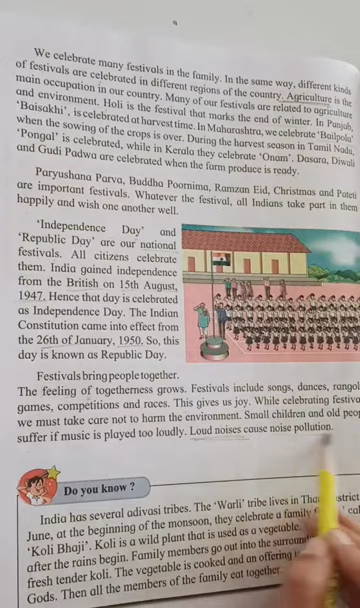 We celebrate many festivals in the family. In the same way, different kinds
of festivals are celebrated in different regions of the country. Agriculture is the
main occupation in our country. Many of our festivals are related to agriculture
and environment. Holi is the festival that marks the end of winter. In Punjab,
'Baisakhi', is celebrated at harvest time. In Maharashtra, we celebrate 'Bailpola'
when the sowing of the crops is over. During the harvest season in Tamil Nadu,
'Pongal' is celebrated, while in Kerala they celebrate 'Onam'. Dasara, Diwali
and Gudi Padwa are celebrated when the farm produce is ready.
Paryushana Parva, Buddha Poornima, Ramzan Eid, Christmas and Pateti
are important festivals. Whatever the festival, all Indians take part in them
happily and wish one another well.
'Independence Day' and
'Republic Day' are our national
festivals. All citizens celebrate
them. India gained independence
from the British on 15th August,
1947. Hence that day is celebrated
as Independence Day. The Indian
Constitution came into effect from
the 26th of January, 1950. So, this
day is known as Republic Day.
Festivals bring people together.
The feeling of togetherness grows. Festivals include songs, dances,
games, competitions and races. This gives us joy. While celebrating
we must take care not to harm the environment. Small children and old
suffer if music is played too loudly. Loud noises cause noise pollution.
Do you know ?
India has several adivasi tribes. The 'Warli' tribe lives in
June, at the beginning of the monsoon, they celebrate a family
'Koli Bhaji'. Koli is a wild plant that is used as a vegetable.
after the rains begin. Family members go out into the
fresh tender koli. The vegetable is cooked and an offering
Gods. Then all the members of the family eat together